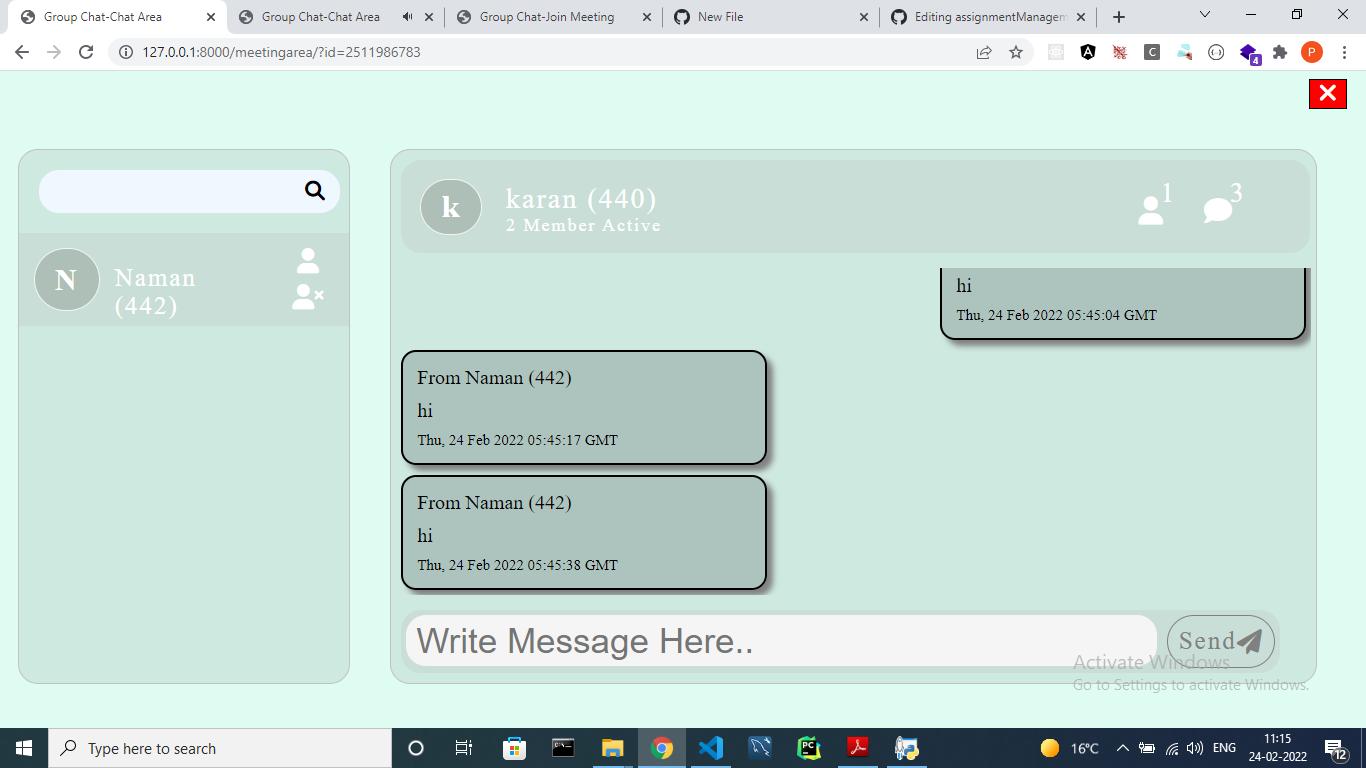 Group Chat-Chat Area
Group Chat-Chat Area
Group Chat-Join Meeting
New File
Editing assignmentManagem
127.0.0.1:8000/meetingarea/?id=2511986783
A
C
4
P
k
karan (440)
2 Member Active
1
3
N
Naman
(442)
hi
Thu, 24 Feb 2022 05:45:04 GMT
From Naman (442)
hi
Thu, 24 Feb 2022 05:45:17 GMT
From Naman (442)
hi
Thu, 24 Feb 2022 05:45:38 GMT
Write Message Here..
Send
Activate Windows
Go to Settings to activate Windows.
Type here to search
PC
16°C
ENG
11:15
24-02-2022
12